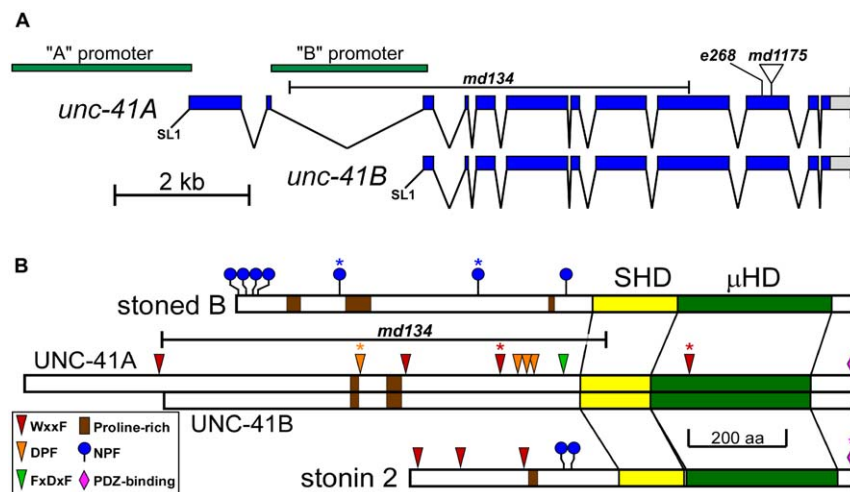 A
"A" promoter
"B" promoter
md134
e268
md1175
unc-41A
SL1
2 kb
unc-41B
SL1
B
SHD
μHD
stoned B
md134
UNC-41A
UNC-41B
WxxF
Proline-rich
DPF
NPF
FxDxF
PDZ-binding
200 aa
stonin 2